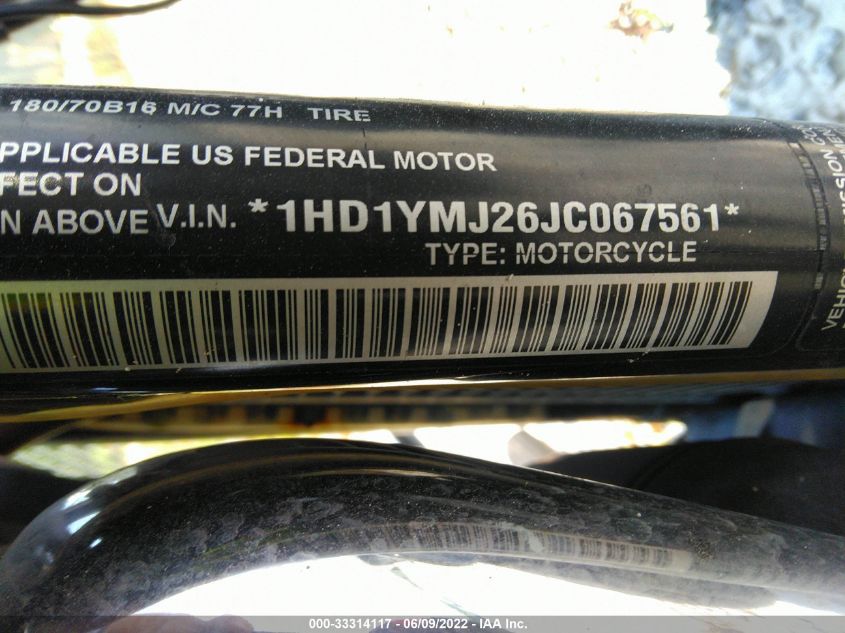 180/70B16 M/C 77H TIRE
PPLICABLE US FEDERAL MOTOR
FECT ON
N ABOVE V.I.N. *1HD1YMJ26JC067561*
TYPE: MOTORCYCLE
VEHICL
000-33314117 - 06/09/2022 - IAA Inc.